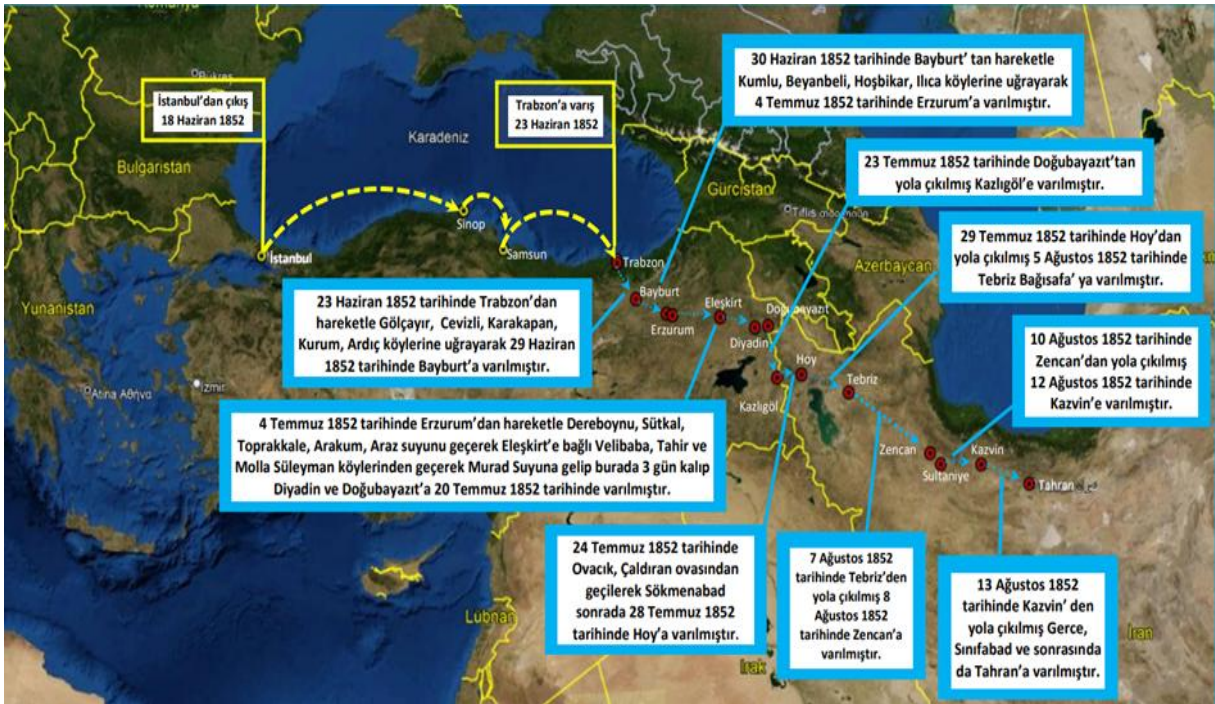 Romanya
Bükreş
Bulgaristan
Yunanistan
Atina Αθήνα
İzmir
Karadeniz
Gürcistan
Azerbaycan
Lübnan
Irak
İran
İstanbul'dan çıkış
18 Haziran 1852
Trabzon'a varış
23 Haziran 1852
30 Haziran 1852 tarihinde Bayburt' tan hareketle
Kumlu, Beyanbeli, Hoşbikar, Ilıca köylerine uğrayarak
4 Temmuz 1852 tarihinde Erzurum'a varılmıştır.
23 Temmuz 1852 tarihinde Doğubayazıt'tan
yola çıkılmış Kazlıgöl'e varılmıştır.
29 Temmuz 1852 tarihinde Hoy'dan
yola çıkılmış 5 Ağustos 1852 tarihinde
Tebriz Bağısafa' ya varılmıştır.
10 Ağustos 1852 tarihinde
Zencan'dan yola çıkılmış
12 Ağustos 1852 tarihinde
Kazvin'e varılmıştır.
İstanbul
Sinop
Samsun
Trabzon
Bayburt
Erzurum
Eleşkirt
Diyadin
Doğubayazıt
Kazlıgöl
Hoy
Tebriz
Zencan
Sultaniye
Kazvin
Tahran
23 Haziran 1852 tarihinde Trabzon'dan
hareketle Gölçayır, Cevizli, Karakapan,
Kurum, Ardıç köylerine uğrayarak 29 Haziran
1852 tarihinde Bayburt'a varılmıştır.
4 Temmuz 1852 tarihinde Erzurum'dan hareketle Dereboynu, Sütkal,
Toprakkale, Arakum, Araz suyunu geçerek Eleşkirt'e bağlı Velibaba, Tahir ve
Molla Süleyman köylerinden geçerek Murad Suyuna gelip burada 3 gün kalıp
Diyadin ve Doğubayazıt'a 20 Temmuz 1852 tarihinde varılmıştır.
24 Temmuz 1852 tarihinde
Ovacık, Çaldıran ovasından
geçilerek Sökmenabad
sonrada 28 Temmuz 1852
tarihinde Hoy'a varılmıştır.
7 Ağustos 1852
tarihinde Tebriz'den
yola çıkılmış 8
Ağustos 1852
tarihinde Zencan'a
varılmıştır.
13 Ağustos 1852
tarihinde Kazvin' den
yola çıkılmış Gerce,
Sınıfabad ve sonrasında
da Tahran'a varılmıştır.